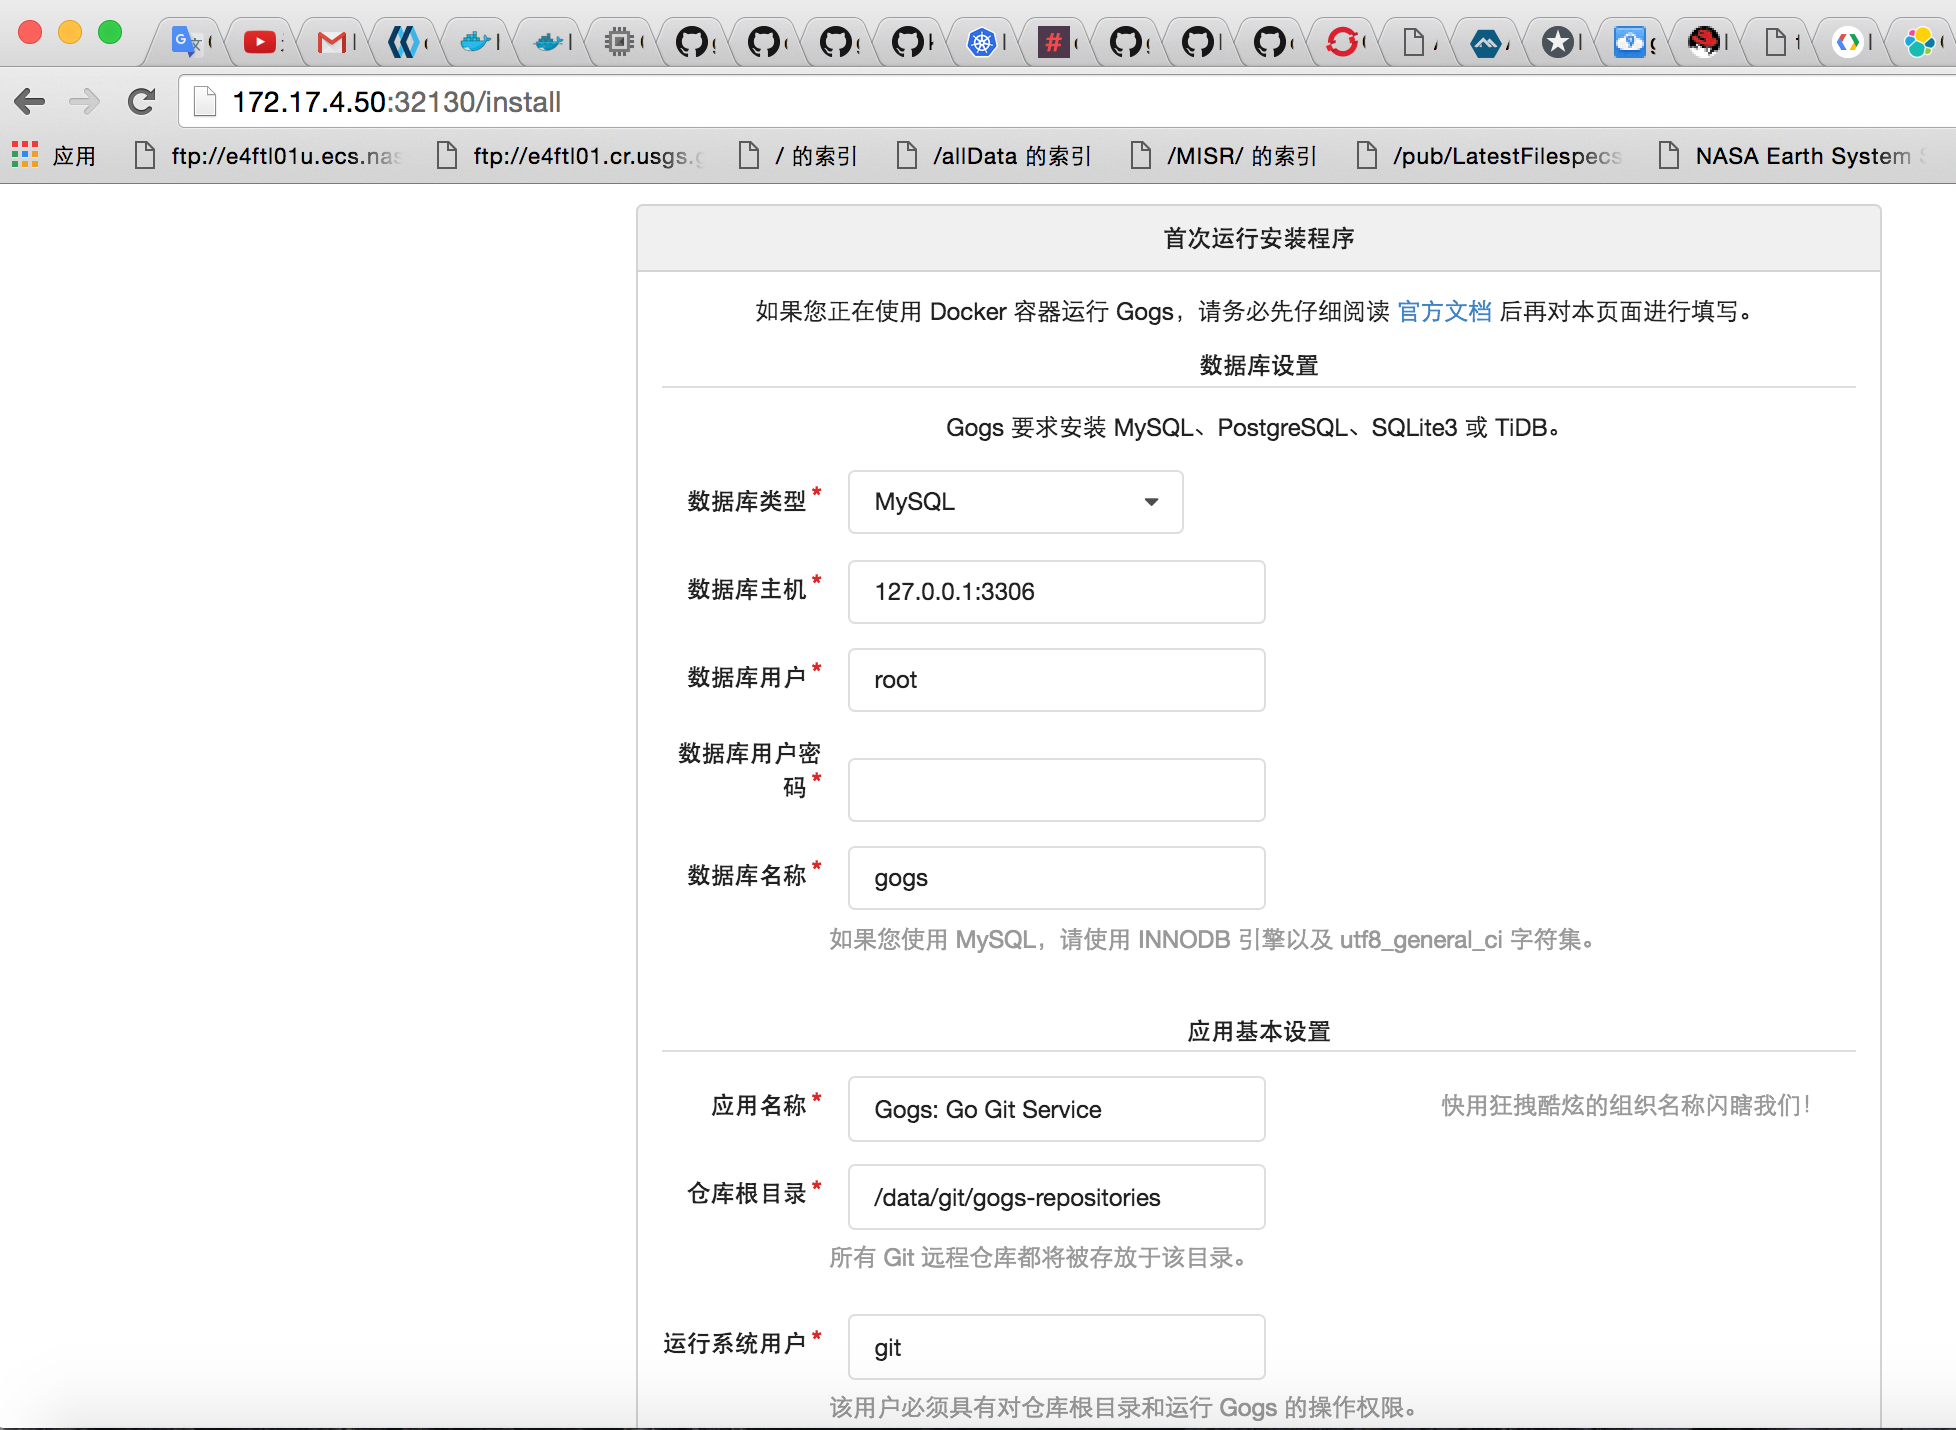 172.17.4.50:32130/install
应用 ftp://e4ftl01u.ecs.nas ftp://e4ftl01.cr.usgs.g / 的索引 /allData 的索引 /MISR/ 的索引 /pub/LatestFilespecs NASA Earth System S
首次运行安装程序
如果您正在使用 Docker 容器运行 Gogs，请务必先仔细阅读 官方文档 后再对本页面进行填写。
数据库设置
Gogs 要求安装 MySQL、PostgreSQL、SQLite3 或 TiDB。
数据库类型* MySQL
数据库主机* 127.0.0.1:3306
数据库用户* root
数据库用户密
码*
数据库名称* gogs
如果您使用 MySQL，请使用 INNODB 引擎以及 utf8_general_ci 字符集。
应用基本设置
应用名称* Gogs: Go Git Service 快用狂拽酷炫的组织名称闪瞎我们！
仓库根目录* /data/git/gogs-repositories
所有 Git 远程仓库都将被存放于该目录。
运行系统用户* git
该用户必须具有对仓库根目录和运行 Gogs 的操作权限。